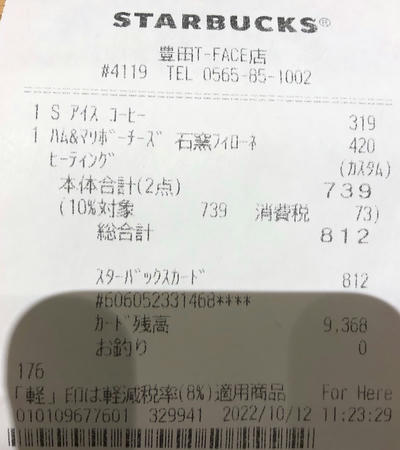 STARBUCKS®
豊田T-FACE店
#4119 TEL 0565-85-1002
1 S アイス コーヒー 319
1 ハム&マリボーチーズ 石窯フィローネ 420
ヒーティング (カスタム)
本体合計(2点) 739
(10%対象 739 消費税 73)
総合計 812
スターバックスカード 812
#606052331468****
カード残高 9,368
お釣り 0
176
「軽」印は軽減税率(8%)適用商品 For Here
010109677601 329941 2022/10/12 11:23:29